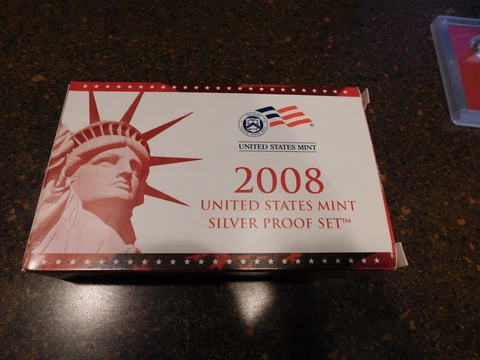 UNITED STATES MINT
2008
UNITED STATES MINT
SILVER PROOF SET™